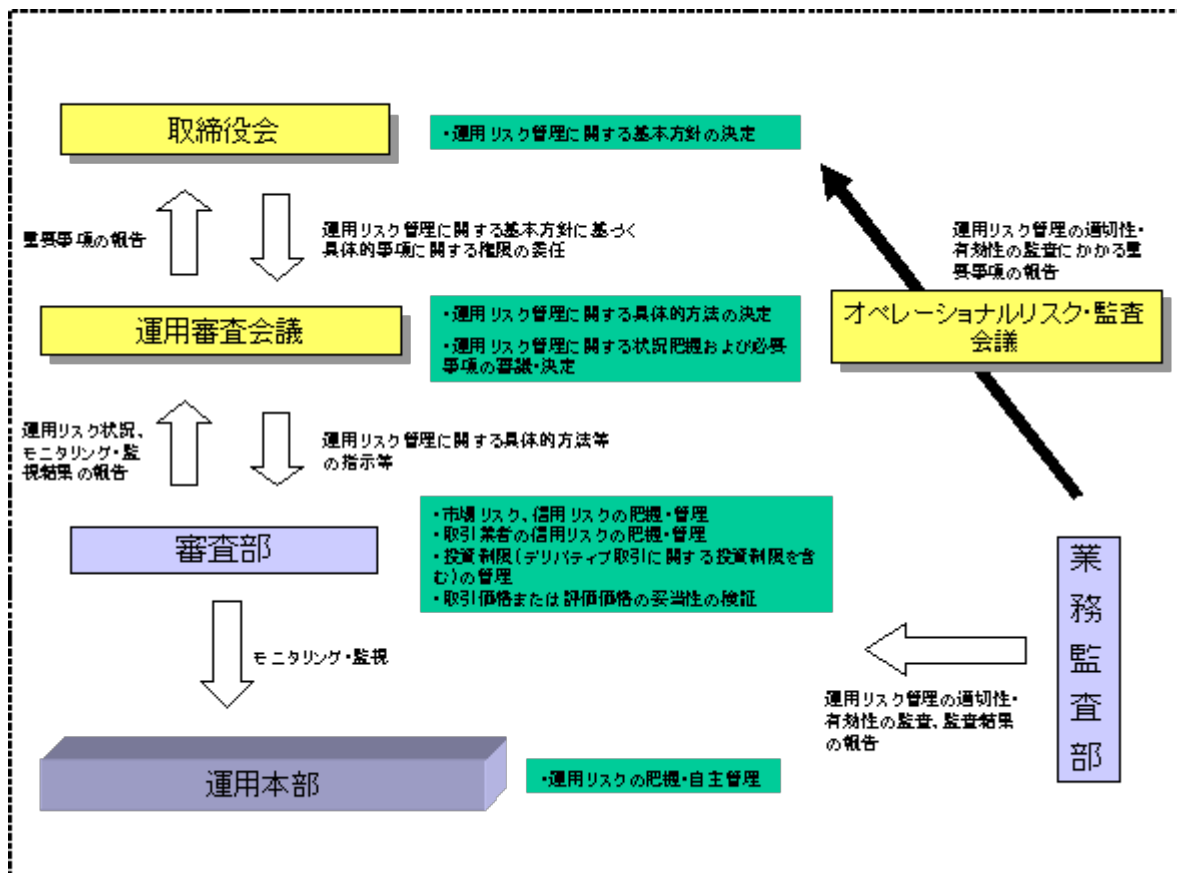 取締役会
・運用リスク管理に関する基本方針の決定
重要事項の報告
運用リスク管理に関する基本方針に基づく
具体的事項に関する権限の委任
運用リスク管理の適切性・
有効性の監査にかかる重
要事項の報告
運用審査会議
・運用リスク管理に関する具体的方法の決定
・運用リスク管理に関する状況把握および必要
事項の審議・決定
オペレーショナルリスク・監査
会議
運用リスク状況、
モニタリング・監
視結果の報告
運用リスク管理に関する具体的方法等
の指示等
審査部
・市場リスク、信用リスクの把握・管理
・取引業者の信用リスクの把握・管理
・投資制限(デリバティブ取引に関する投資制限を含
む)の管理
・取引価格または評価価格の妥当性の検証
業務監査部
モニタリング・監視
運用リスク管理の適切性・
有効性の監査、監査結果
の報告
運用本部
・運用リスクの把握・自主管理